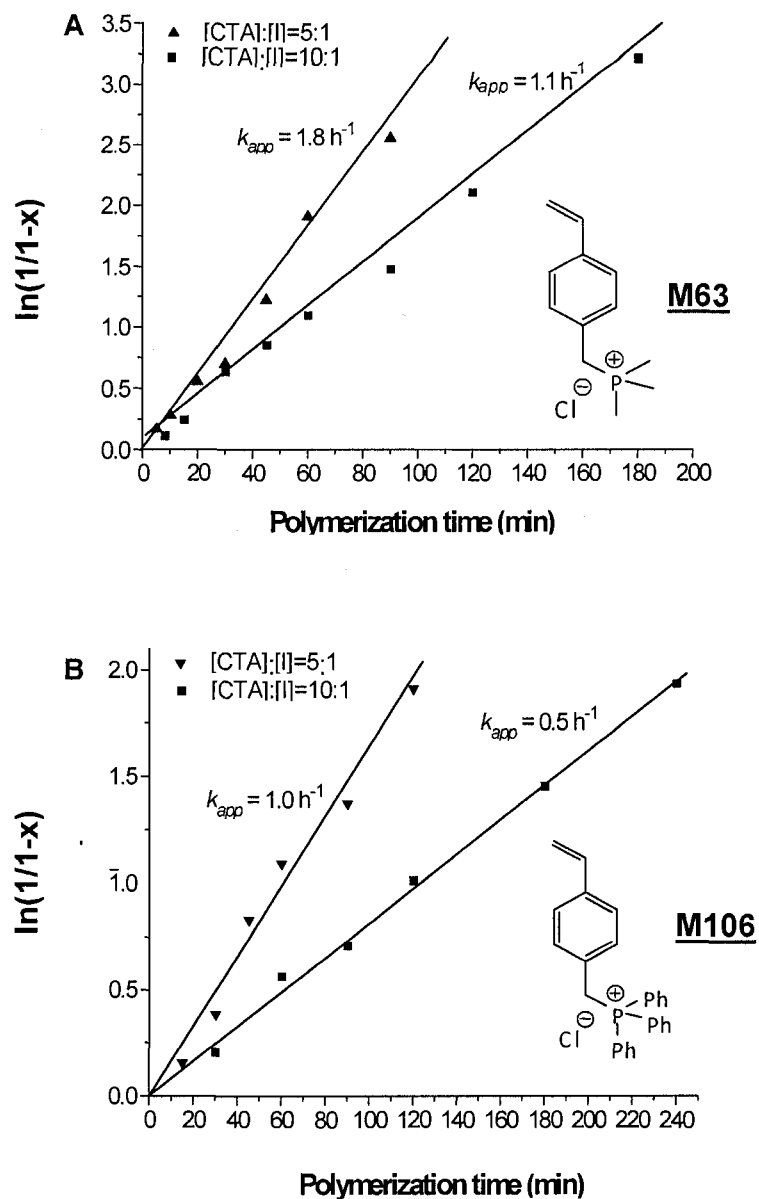 A
[CTA]:[I]=5:1
[CTA]:[I]=10:1
k_app = 1.8 h⁻¹
k_app = 1.1 h⁻¹
ln(1/1-x)
3.5
3.0
2.5
2.0
1.5
1.0
0.5
0.0
0 20 40 60 80 100 120 140 160 180 200
Polymerization time (min)
M63
P
+
−
Cl
B
[CTA]:[I]=5:1
[CTA]:[I]=10:1
k_app = 1.0 h⁻¹
k_app = 0.5 h⁻¹
ln(1/1-x)
2.0
1.5
1.0
0.5
0.0
0 20 40 60 80 100 120 140 160 180 200 220 240
Polymerization time (min)
M106
+
P
Ph
Ph
Ph
−
Cl